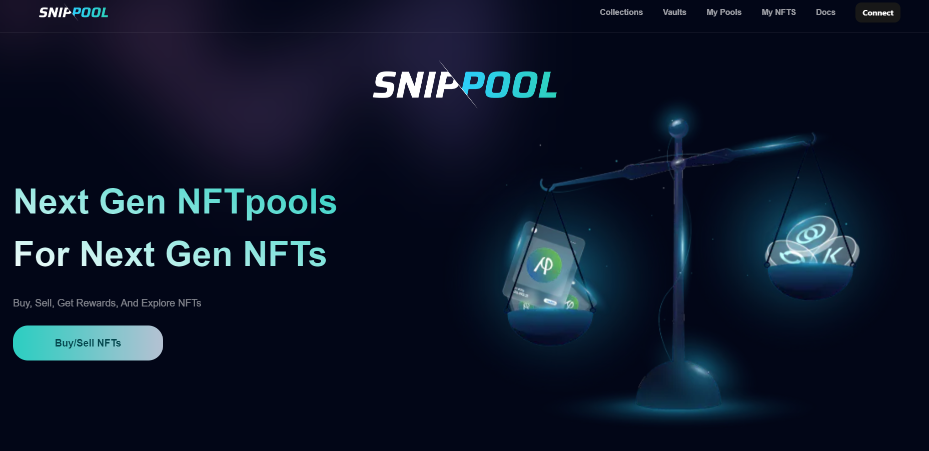 SNIPPOOL
Collections Vaults My Pools My NFTS Docs Connect
SNIPPOOL
Next Gen NFTpools
For Next Gen NFTs
Buy, Sell, Get Rewards, And Explore NFTs
Buy/Sell NFTs
K